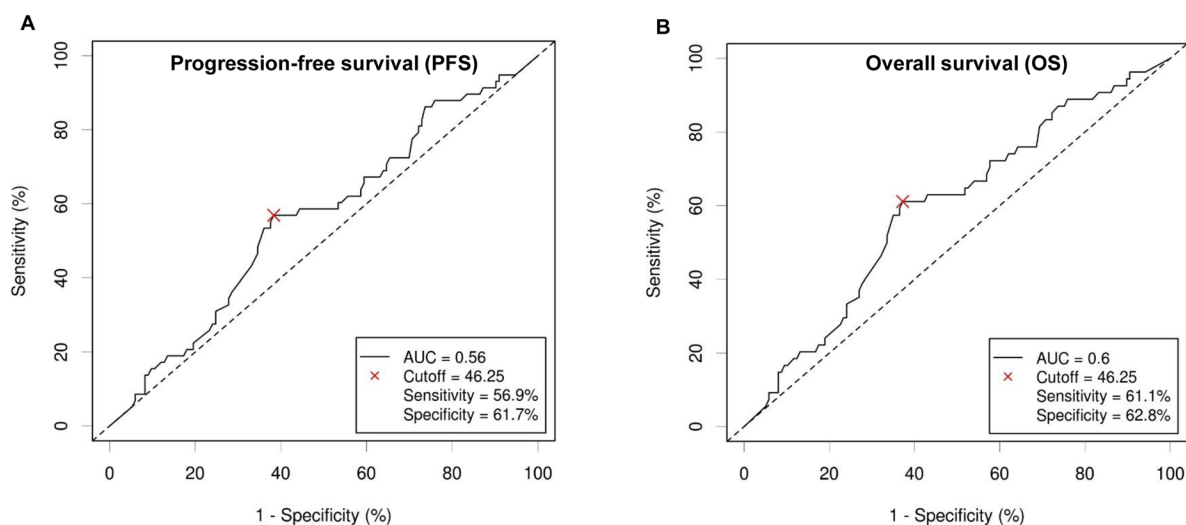 A
Progression-free survival (PFS)
Sensitivity (%)
100
80
60
40
20
0
AUC = 0.56
Cutoff = 46.25
Sensitivity = 56.9%
Specificity = 61.7%
0 20 40 60 80 100
1 - Specificity (%)
B
Overall survival (OS)
Sensitivity (%)
100
80
60
40
20
0
AUC = 0.6
Cutoff = 46.25
Sensitivity = 61.1%
Specificity = 62.8%
0 20 40 60 80 100
1 - Specificity (%)